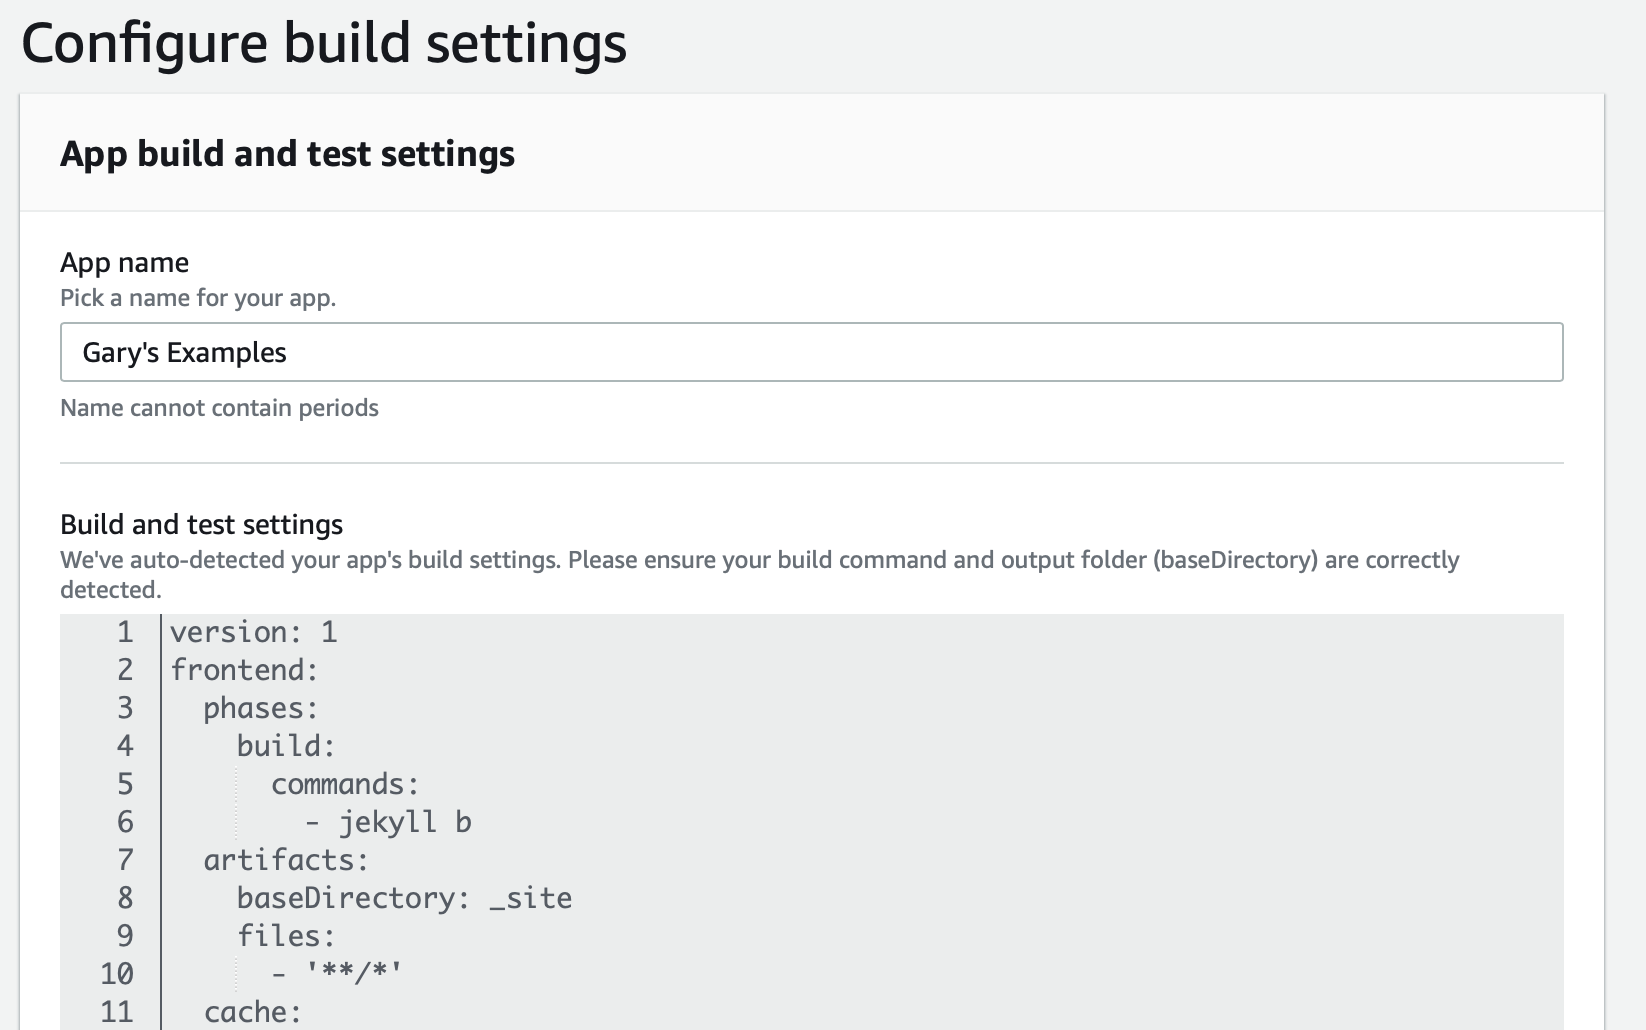 Configure build settings
App build and test settings
App name
Pick a name for your app.
Gary's Examples
Name cannot contain periods
Build and test settings
We've auto-detected your app's build settings. Please ensure your build command and output folder (baseDirectory) are correctly
detected.
1 version: 1
2 frontend:
3   phases:
4     build:
5       commands:
6         - jekyll b
7   artifacts:
8     baseDirectory: _site
9     files:
10       - '**/*'
11   cache: